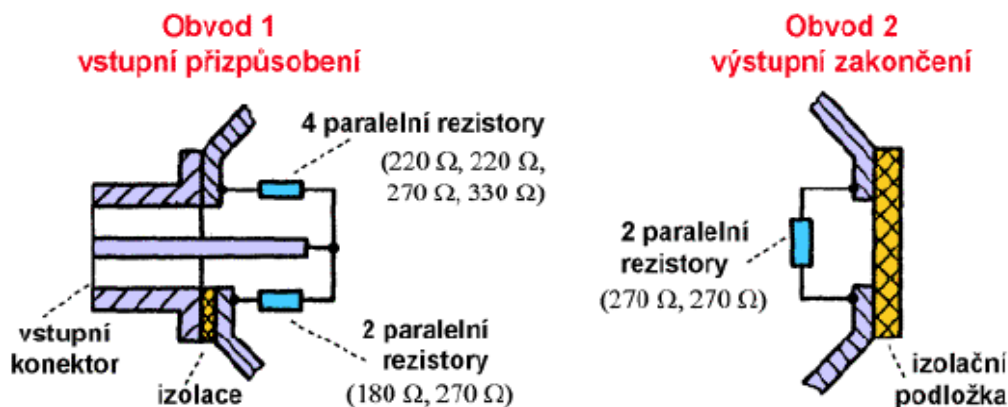 Obvod 1
vstupní přizpůsobení
4 paralelní rezistory
(220 Ω, 220 Ω,
270 Ω, 330 Ω)
vstupní
konektor
izolace
2 paralelní
rezistory
(180 Ω, 270 Ω)
Obvod 2
výstupní zakončení
2 paralelní
rezistory
(270 Ω, 270 Ω)
izolační
podložka